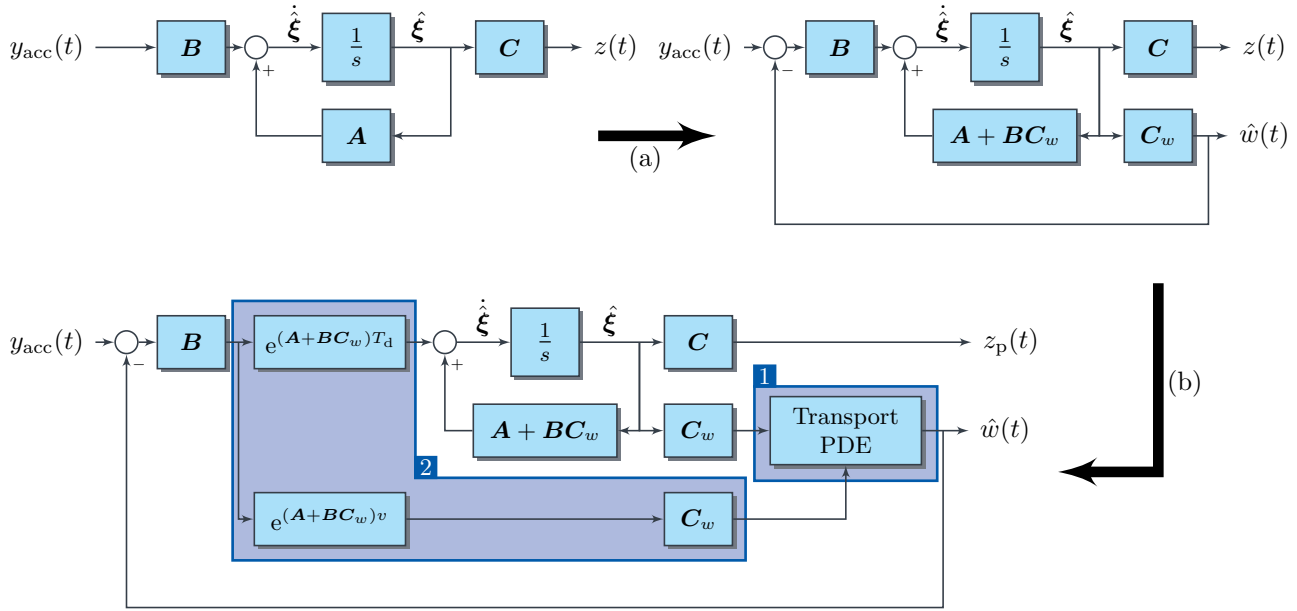 y_acc(t) B + ξ̂̇ 1/s ξ̂ C z(t)
A
(a)
y_acc(t) − B + ξ̂̇ 1/s ξ̂ C z(t)
A + BC_w C_w ŵ(t)
y_acc(t) − B e^{(A+BC_w)T_d} + ξ̂̇ 1/s ξ̂ C z_p(t)
(b)
1
A + BC_w C_w Transport
PDE
ŵ(t)
2
e^{(A+BC_w)v} C_w